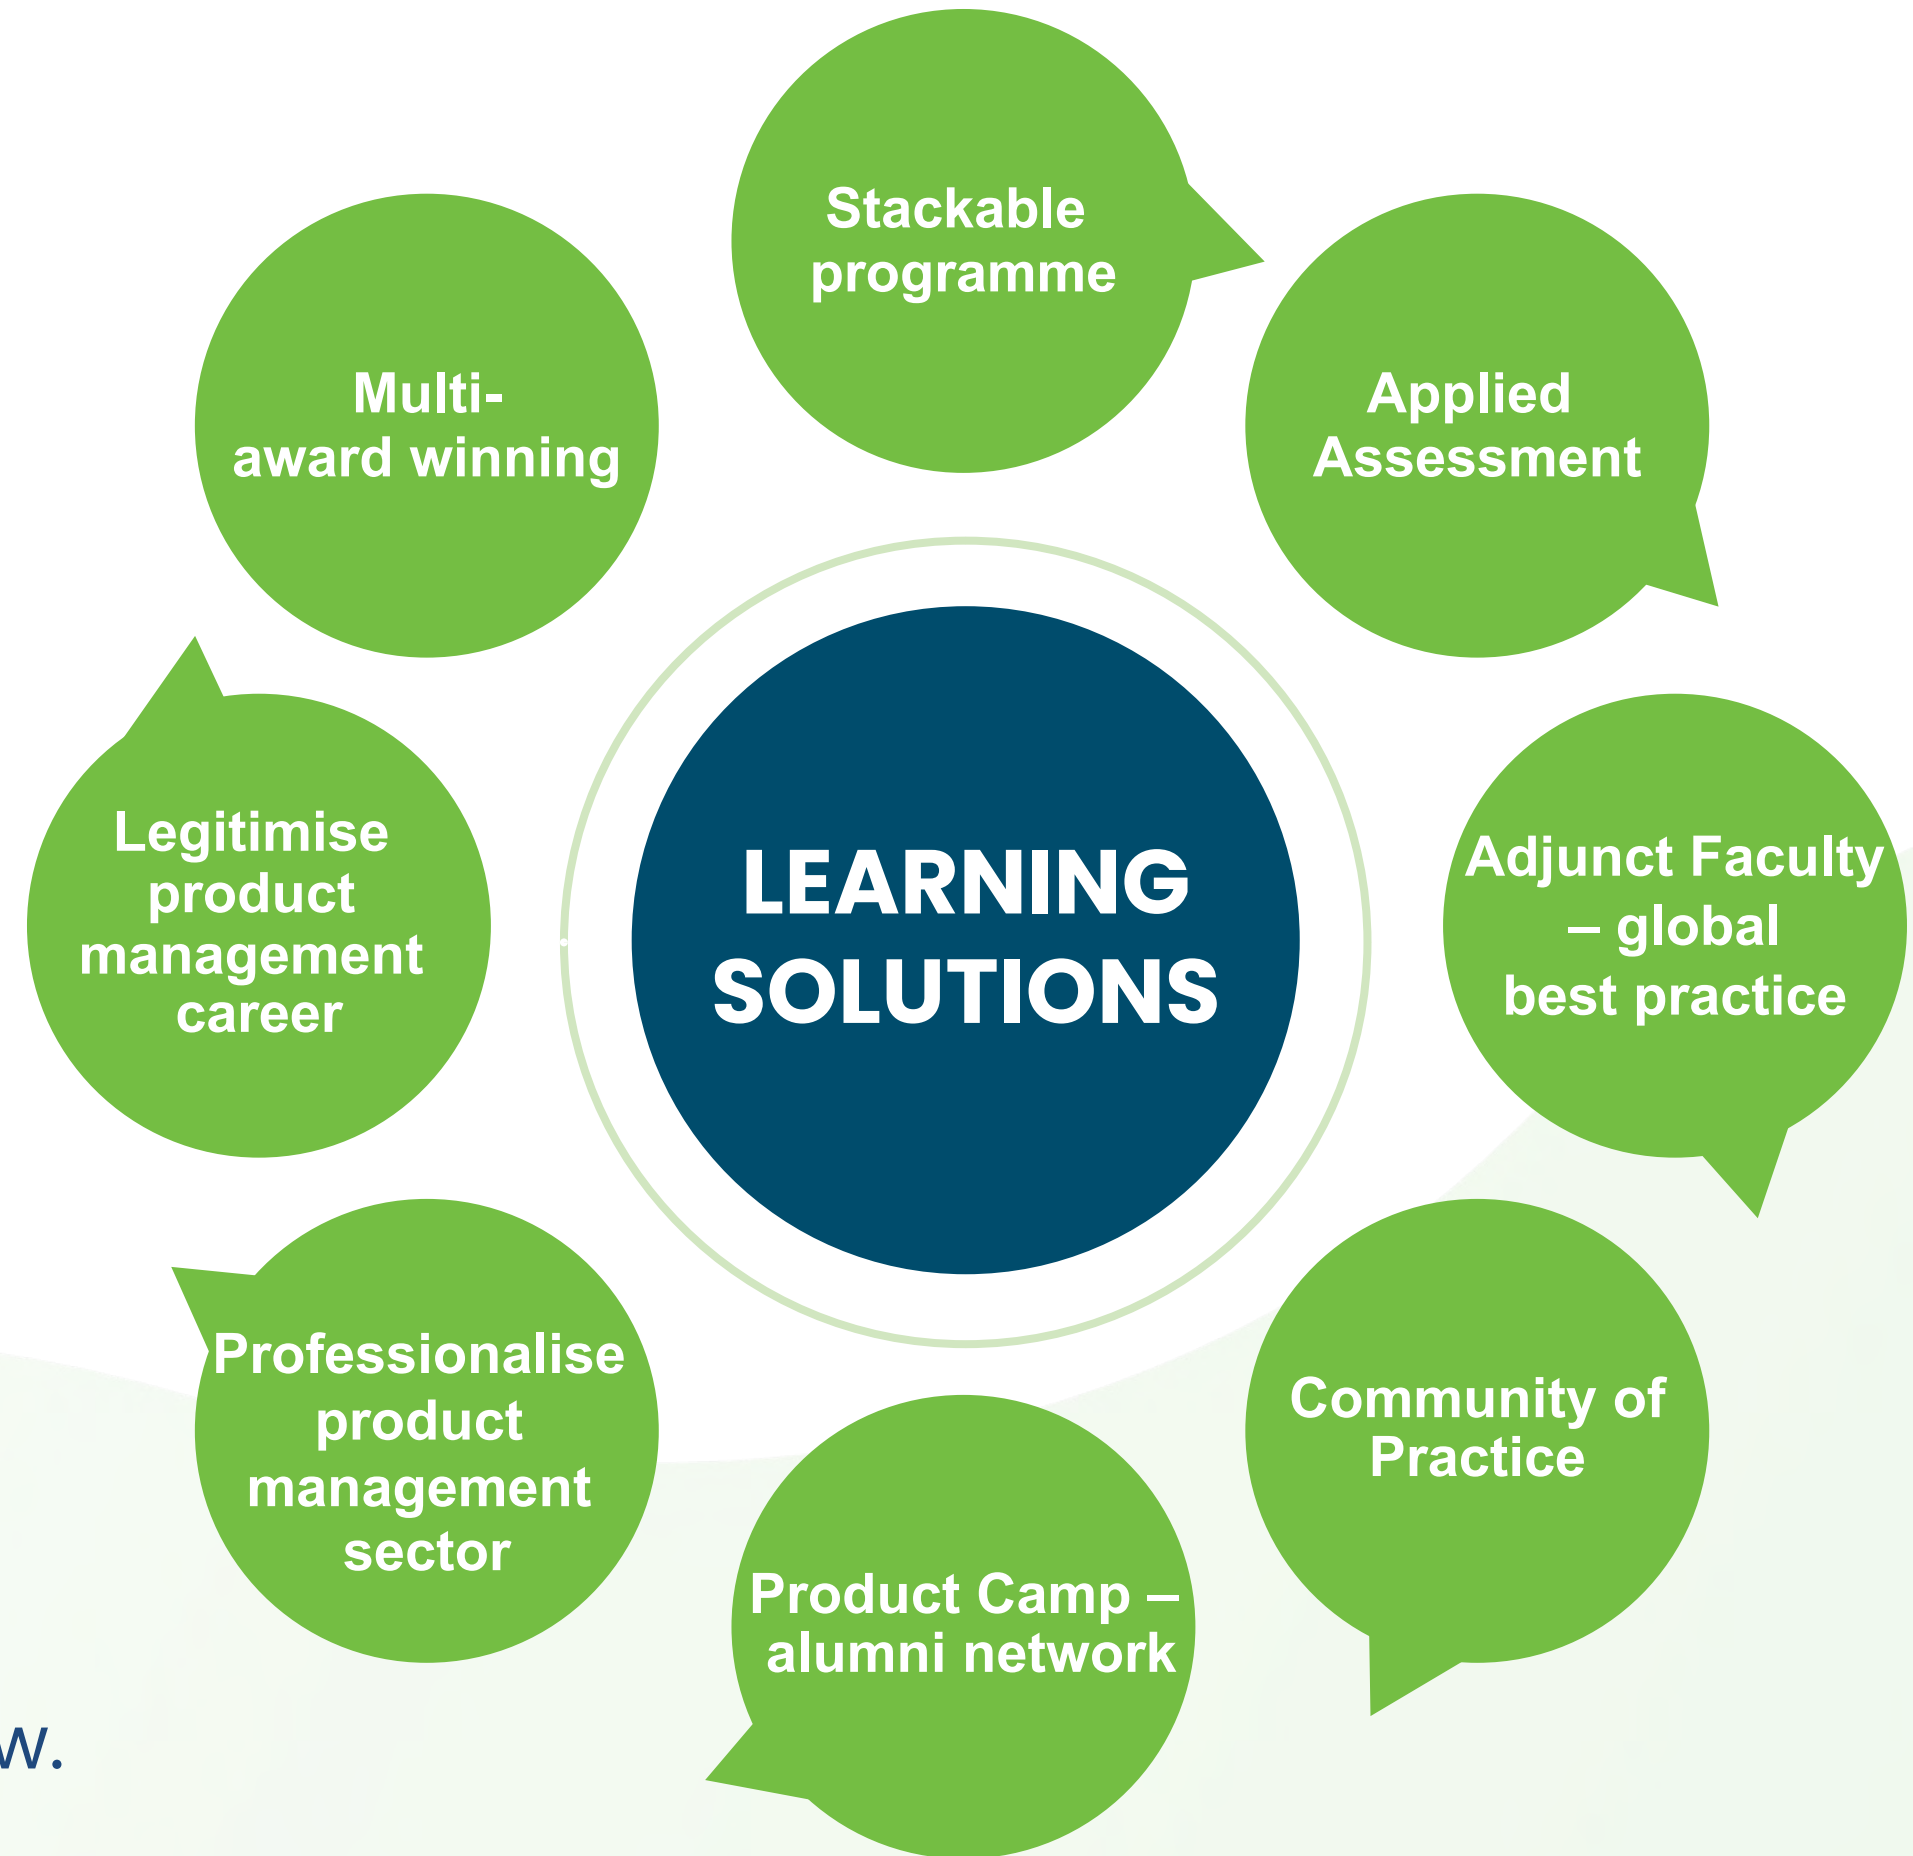 Stackable
programme
Applied
Assessment
Adjunct Faculty
– global
best practice
Community of
Practice
Product Camp –
alumni network
Professionalise
product
management
sector
Legitimise
product
management
career
Multi-
award winning
LEARNING
SOLUTIONS
w.